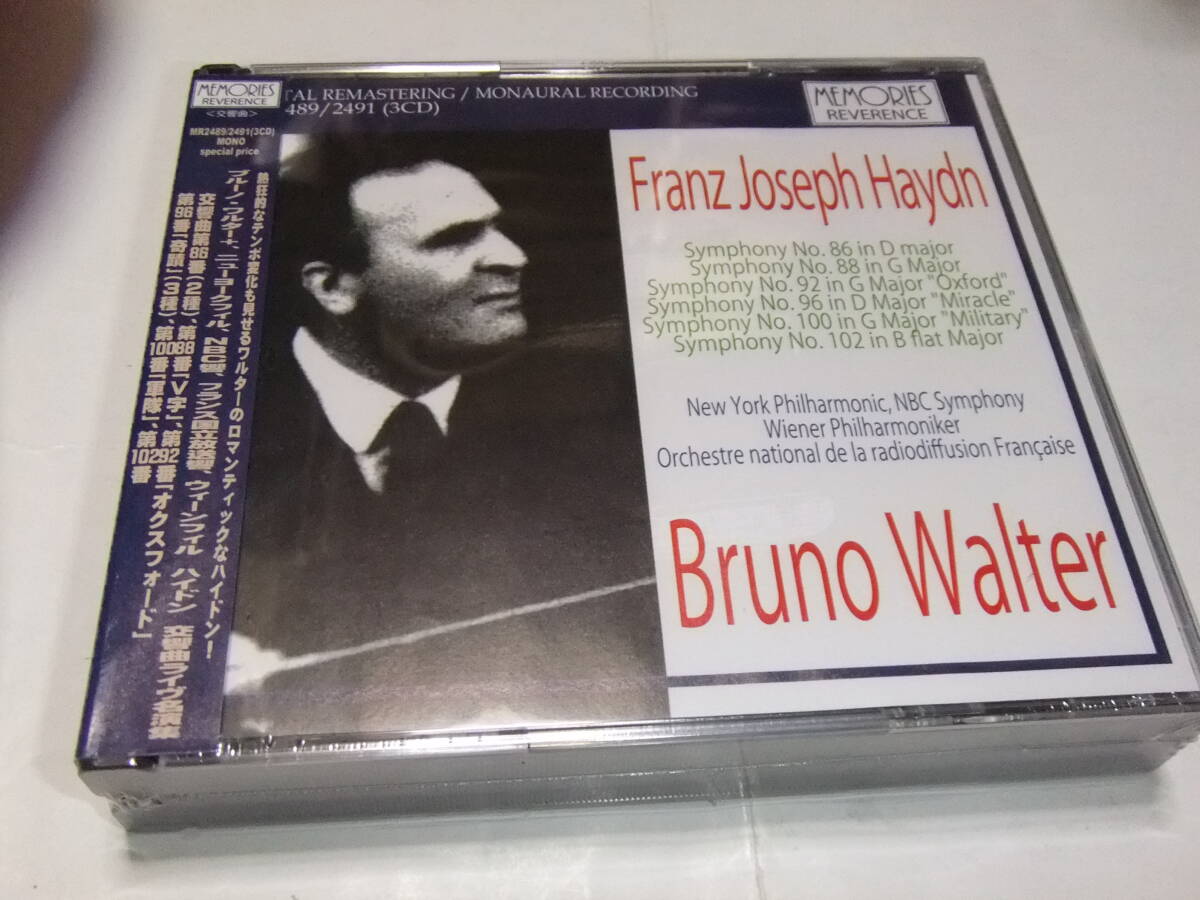 MEMORIES
REVERENCE
<交響曲>
MR2489/2491(3CD)
MONO
special price
熱狂的なテンポ変化も見せるワルターのロマンティックなハイドン!
ブルーノ・ワルター+、ニューヨークフィル、NBC響、フランス国立放送響、ウィーンフィル ハイドン 交響曲ライヴ名演集
交響曲第86番(2種)、第88番「V字」、第92番「オクスフォード」
第96番「奇蹟」(3種)、第100番「軍隊」、第102番
TAL REMASTERING / MONAURAL RECORDING
489/2491 (3CD)
MEMORIES
REVERENCE
Franz Joseph Haydn
Symphony No. 86 in D major
Symphony No. 88 in G Major
Symphony No. 92 in G Major "Oxford"
Symphony No. 96 in D Major "Miracle"
Symphony No. 100 in G Major "Military"
Symphony No. 102 in B flat Major
New York Philharmonic, NBC Symphony
Wiener Philharmoniker
Orchestre national de la radiodiffusion Française
Bruno Walter